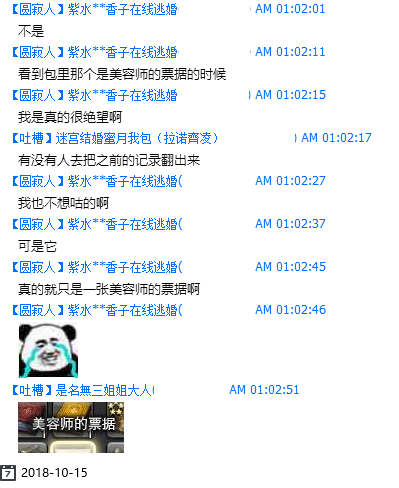 【圆寂人】紫水**香子在线逃婚 AM 01:02:01
不是
【圆寂人】紫水**香子在线逃婚 AM 01:02:11
看到包里那个是美容师的票据的时候
【圆寂人】紫水**香子在线逃婚 ) AM 01:02:15
我是真的很绝望啊
【吐槽】迷宫结婚蜜月我包（拉诺齊凌） ) AM 01:02:17
有没有人去把之前的记录翻出来
【圆寂人】紫水**香子在线逃婚( AM 01:02:27
我也不想咕的啊
【圆寂人】紫水**香子在线逃婚( AM 01:02:37
可是它
【圆寂人】紫水**香子在线逃婚( AM 01:02:45
真的就只是一张美容师的票据啊
【圆寂人】紫水**香子在线逃婚( AM 01:02:46
【吐槽】是名無三姐姐大人( AM 01:02:51
美容师的票据
7 2018-10-15